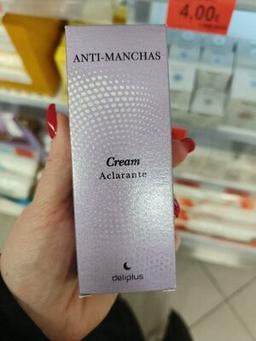 4,00€
ANTI-MANCHAS
Cream
Aclarante
deliplus